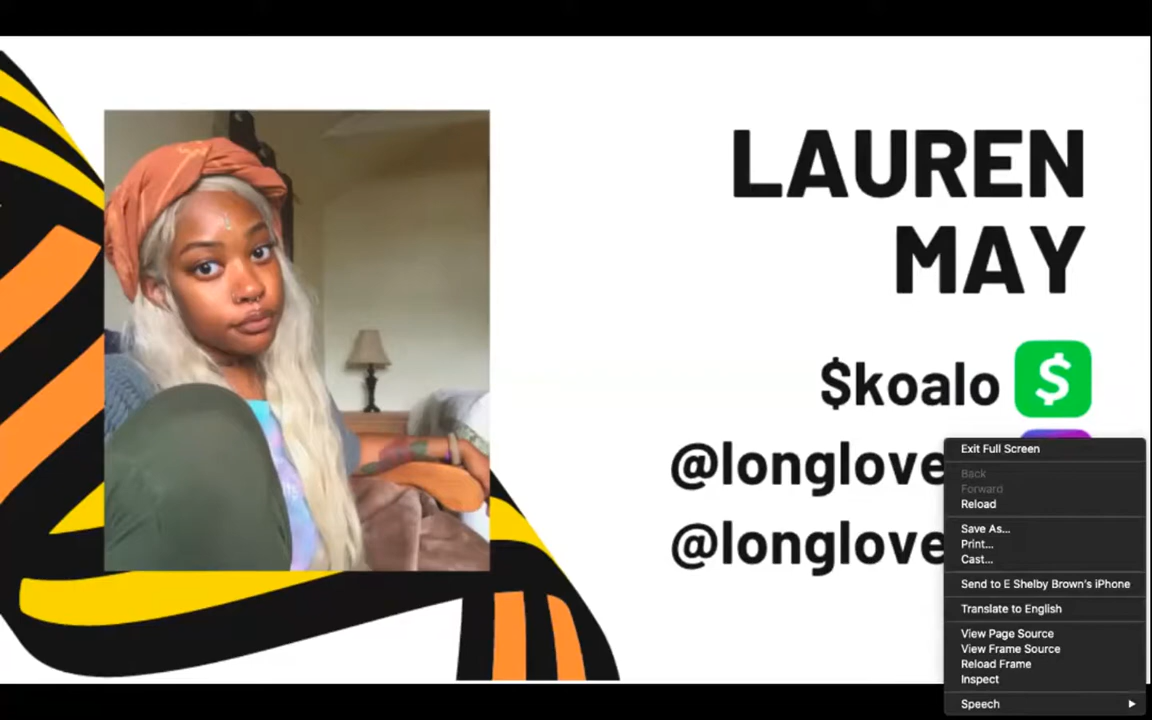 LAUREN
MAY
$koalo
$
@longlove
@longlove
Exit Full Screen
Back
Forward
Reload
Save As...
Print...
Cast...
Send to E Shelby Brown's iPhone
Translate to English
View Page Source
View Frame Source
Reload Frame
Inspect
Speech